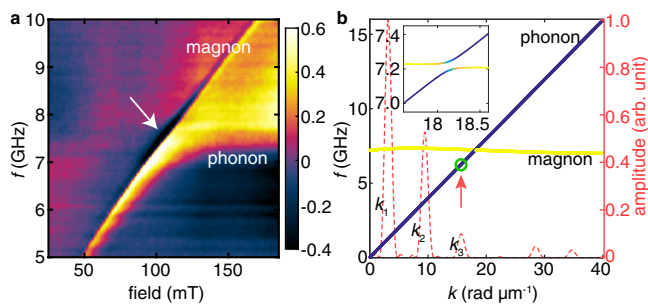 a
10
9
8
7
6
5
f (GHz)
50
100
150
field (mT)
magnon
phonon
0.6
0.4
0.2
0
-0.2
-0.4
b
15
10
5
0
f (GHz)
0
10
20
30
40
k (rad μm⁻¹)
phonon
magnon
k₁
k₂
k₃
7.4
7.2
7.0
18
18.5
1.0
0.8
0.6
0.4
0.2
0
amplitude (arb. unit)